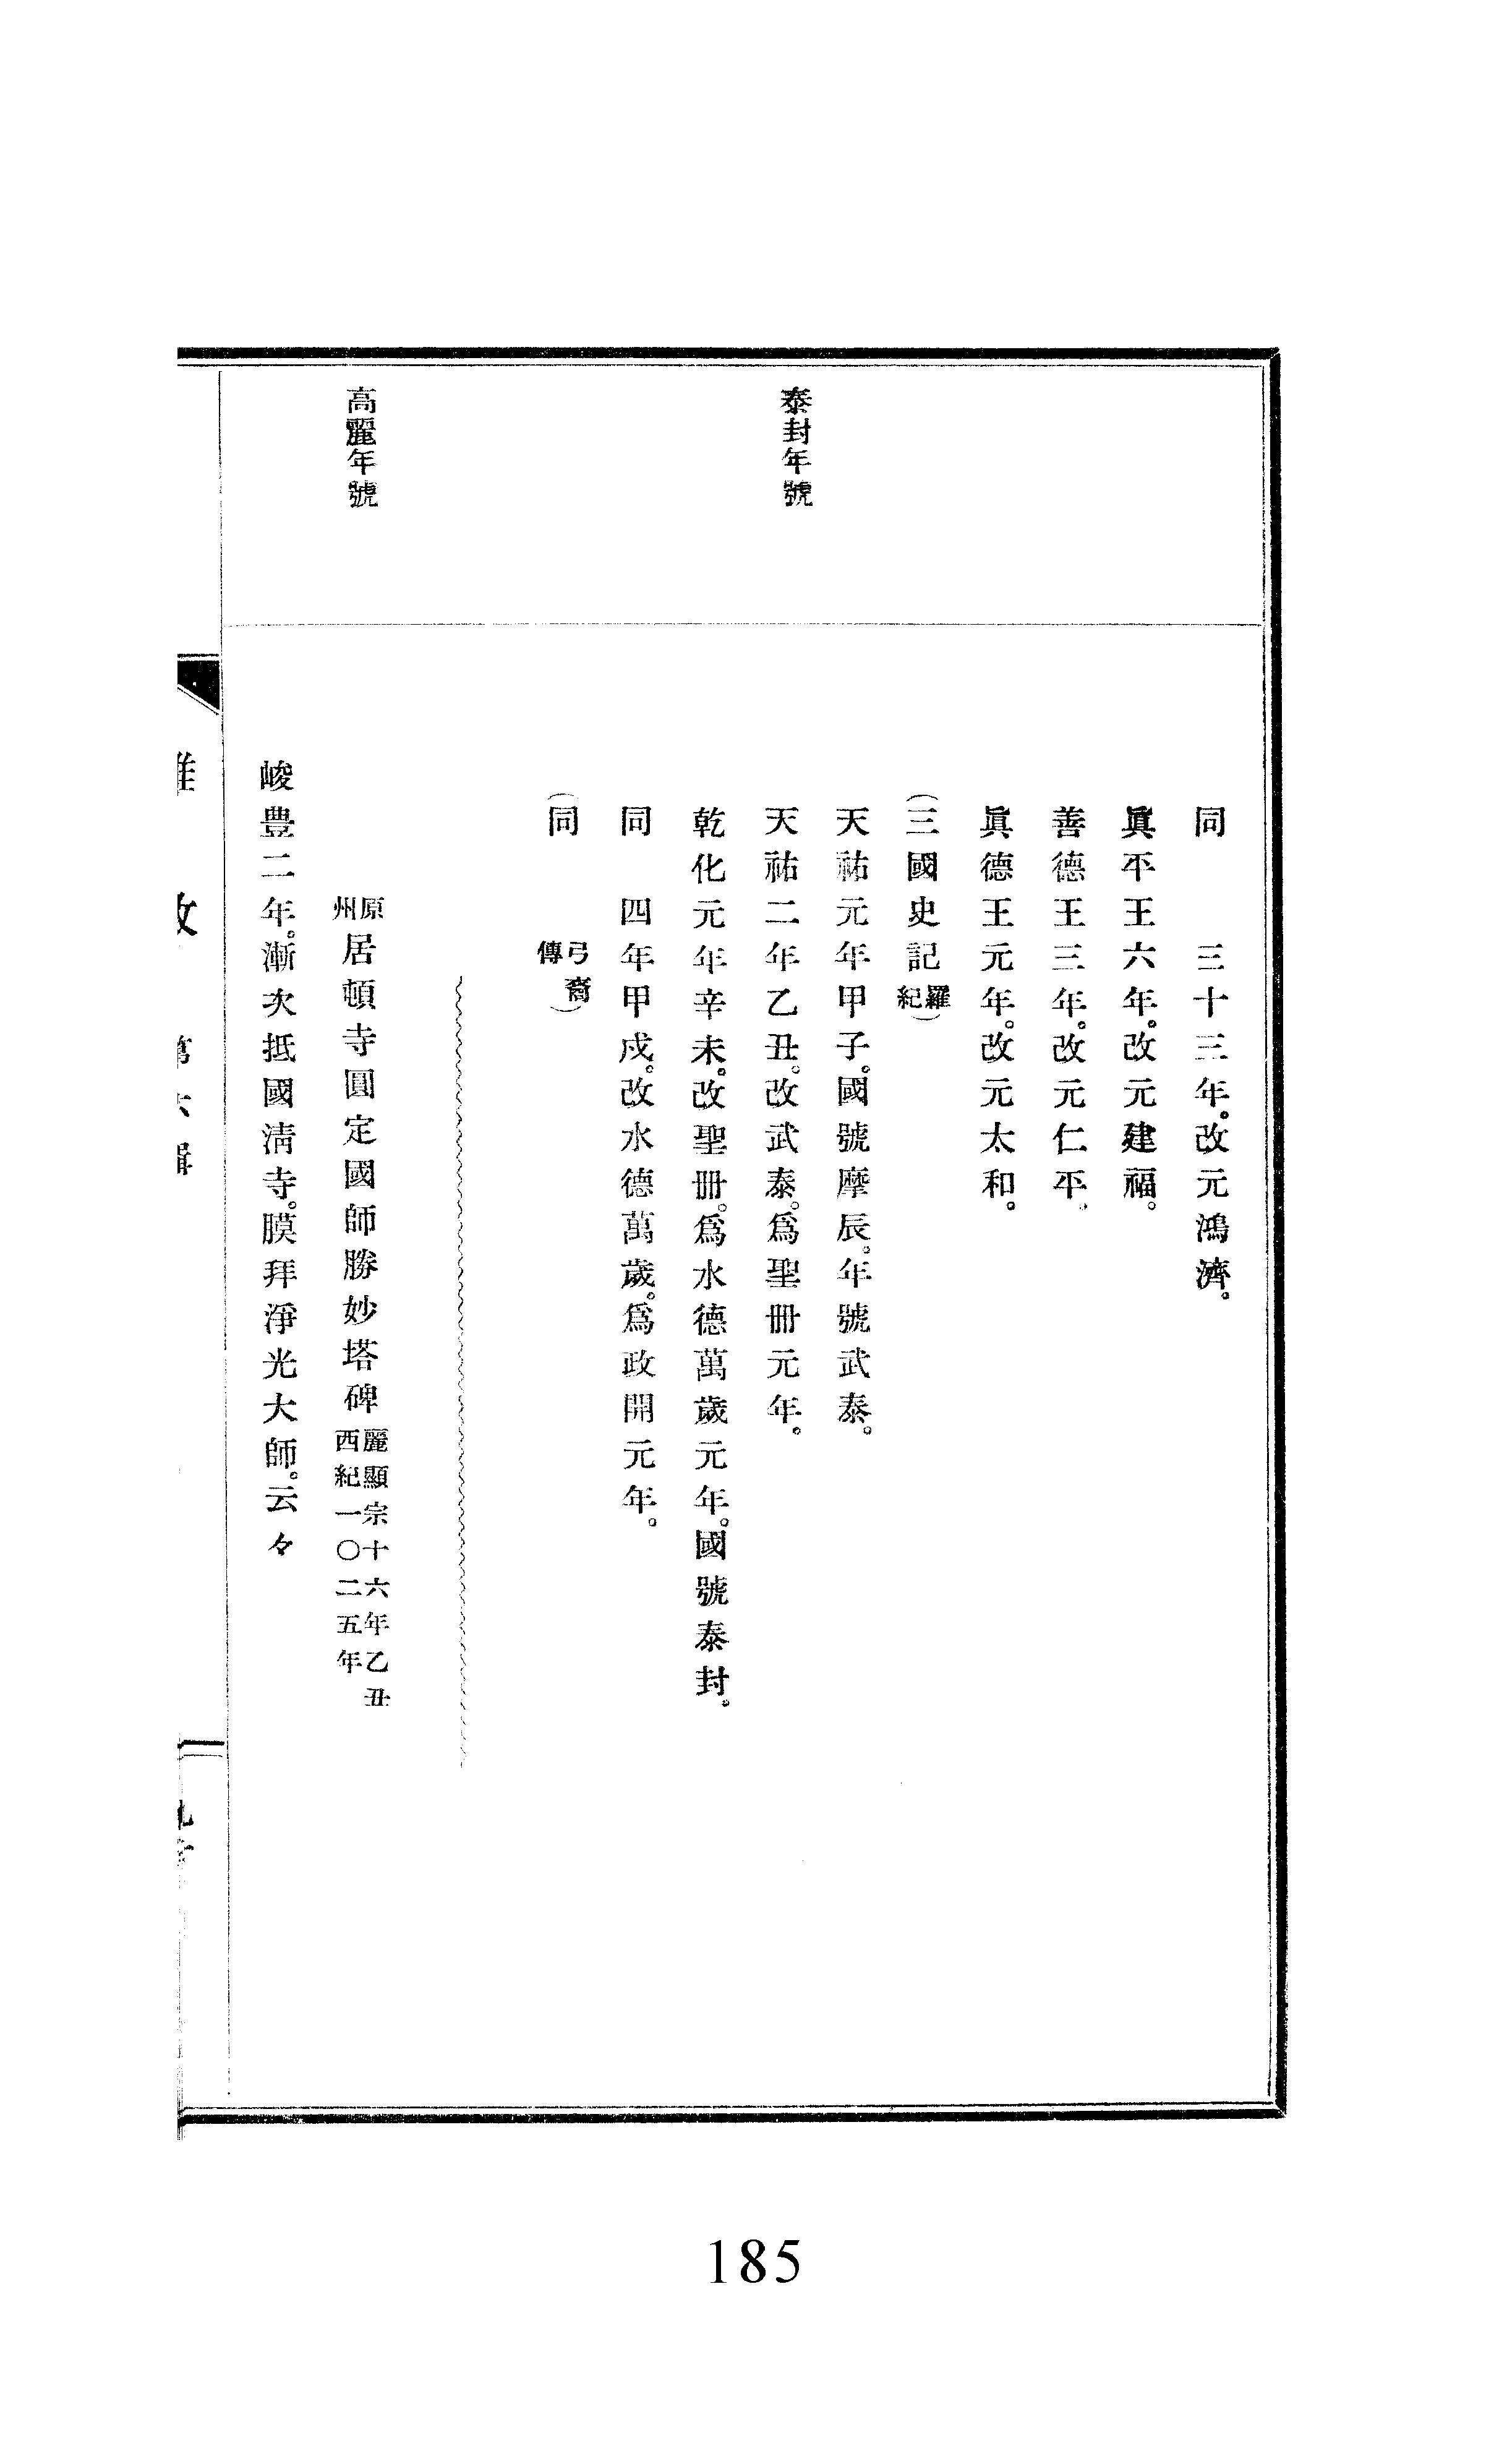 同　　三十三年。改元鴻濟。
眞平王六年。改元建福。
善德王三年。改元仁平。
眞德王元年。改元太和。
(三國史記羅紀)
天祐元年甲子。國號摩辰。年號武泰。
泰封年號
天祐二年乙丑。改武泰。爲聖冊元年。
乾化元年辛未。改聖冊。爲水德萬歲元年。國號泰封。
同　四年甲戌。改水德萬歲。爲政開元年。
(同　　弓裔傳)
高麗年號
原州居頓寺圓定國師勝妙塔碑麗顯宗十六年乙丑西紀一〇二五年
峻豊二年。漸次抵國淸寺。膜拜淨光大師。云々
185